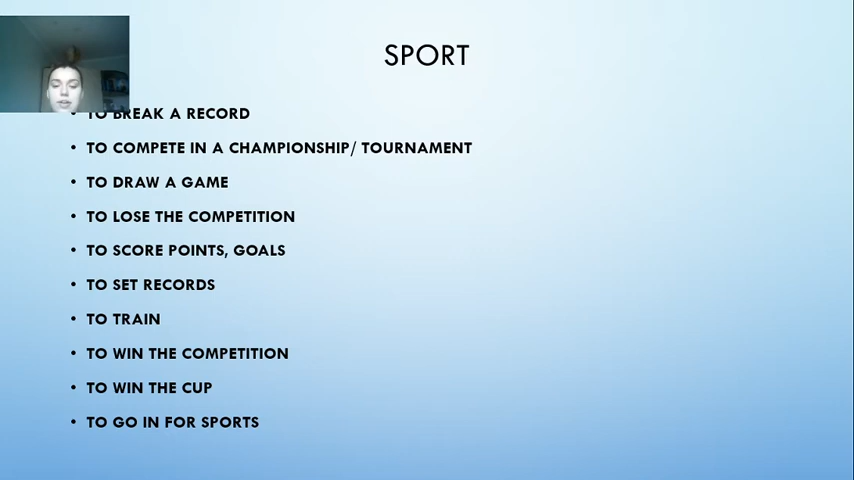 SPORT
• TO BREAK A RECORD
• TO COMPETE IN A CHAMPIONSHIP/ TOURNAMENT
• TO DRAW A GAME
• TO LOSE THE COMPETITION
• TO SCORE POINTS, GOALS
• TO SET RECORDS
• TO TRAIN
• TO WIN THE COMPETITION
• TO WIN THE CUP
• TO GO IN FOR SPORTS